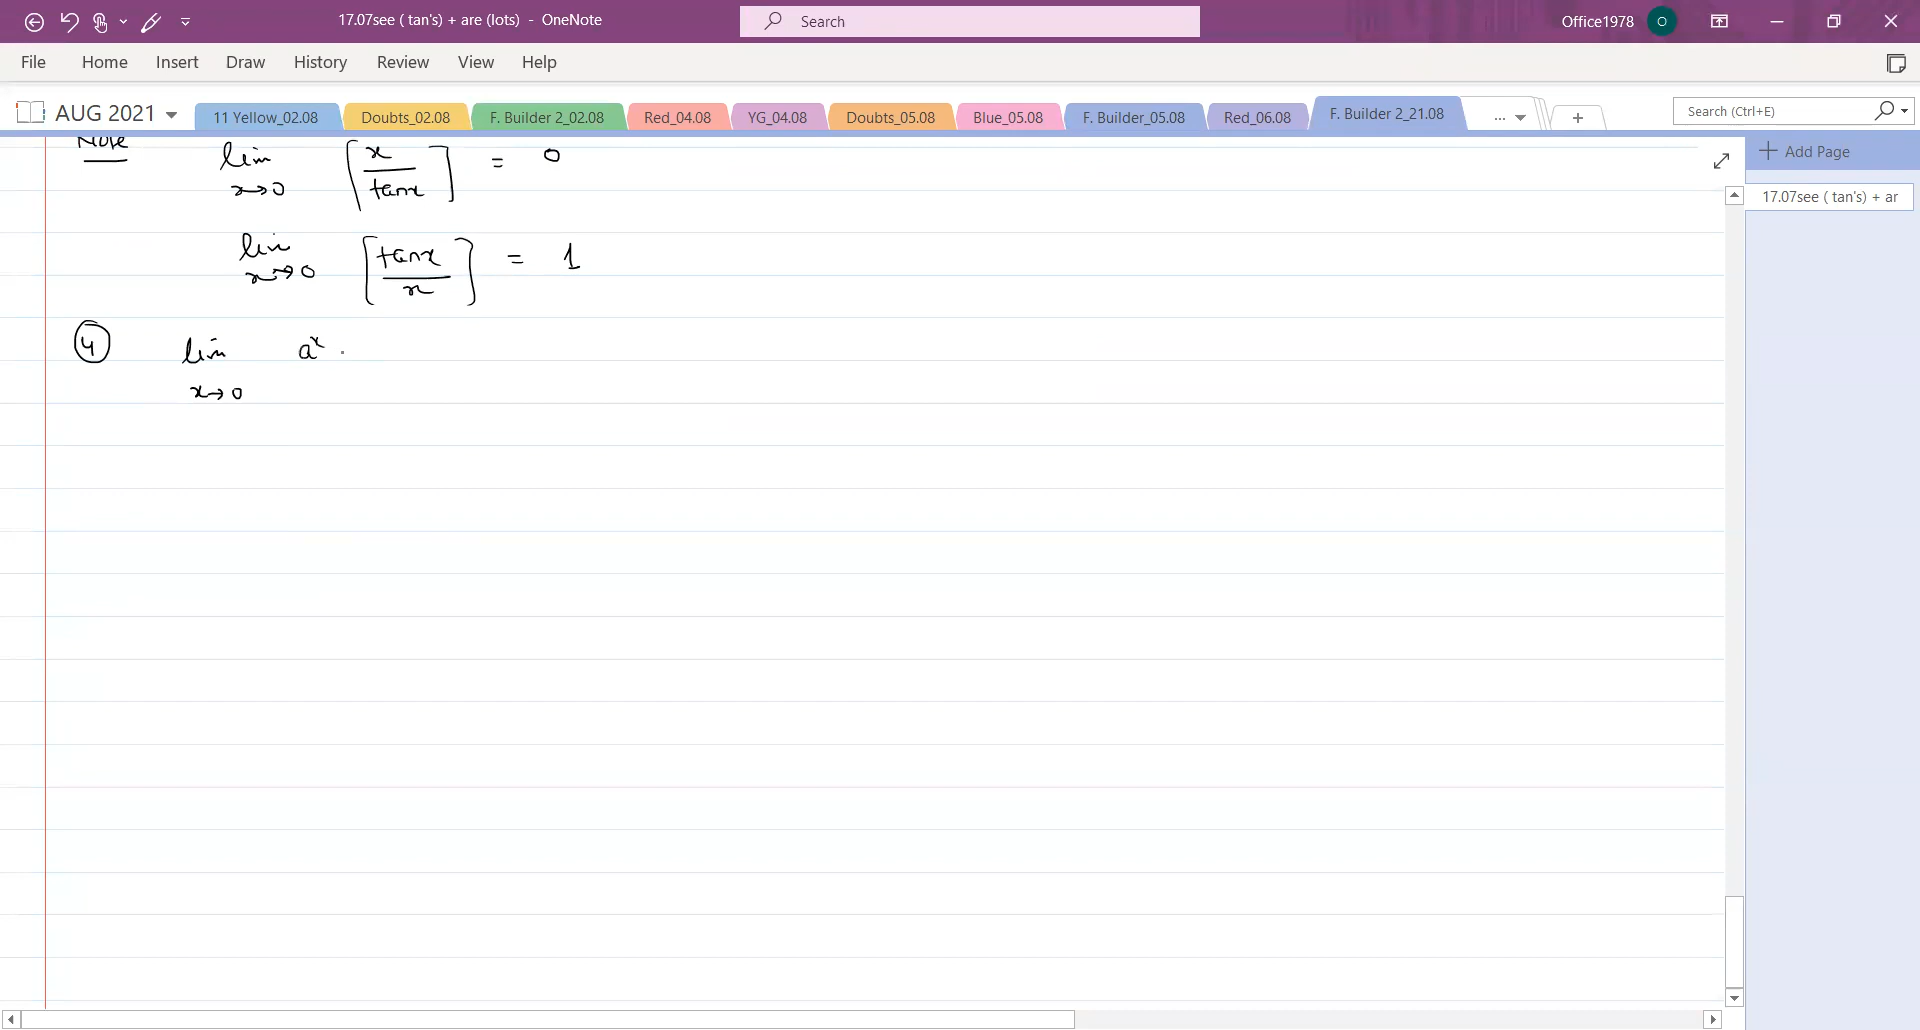 17.07see ( tan's) + are (lots) - OneNote
Search
Office1978
O
File Home Insert Draw History Review View Help
AUG 2021
11 Yellow_02.08 Doubts_02.08 F. Builder 2_02.08 Red_04.08 YG_04.08 Doubts_05.08 Blue_05.08 F. Builder_05.08 Red_06.08 F. Builder 2_21.08 ... +
Search (Ctrl+E)
Add Page
17.07see ( tan's) + ar
Note lim x→0 [x/tanx] = 0
lim x→0 [tanx/x] = 1
4 lim x→0 aˣ